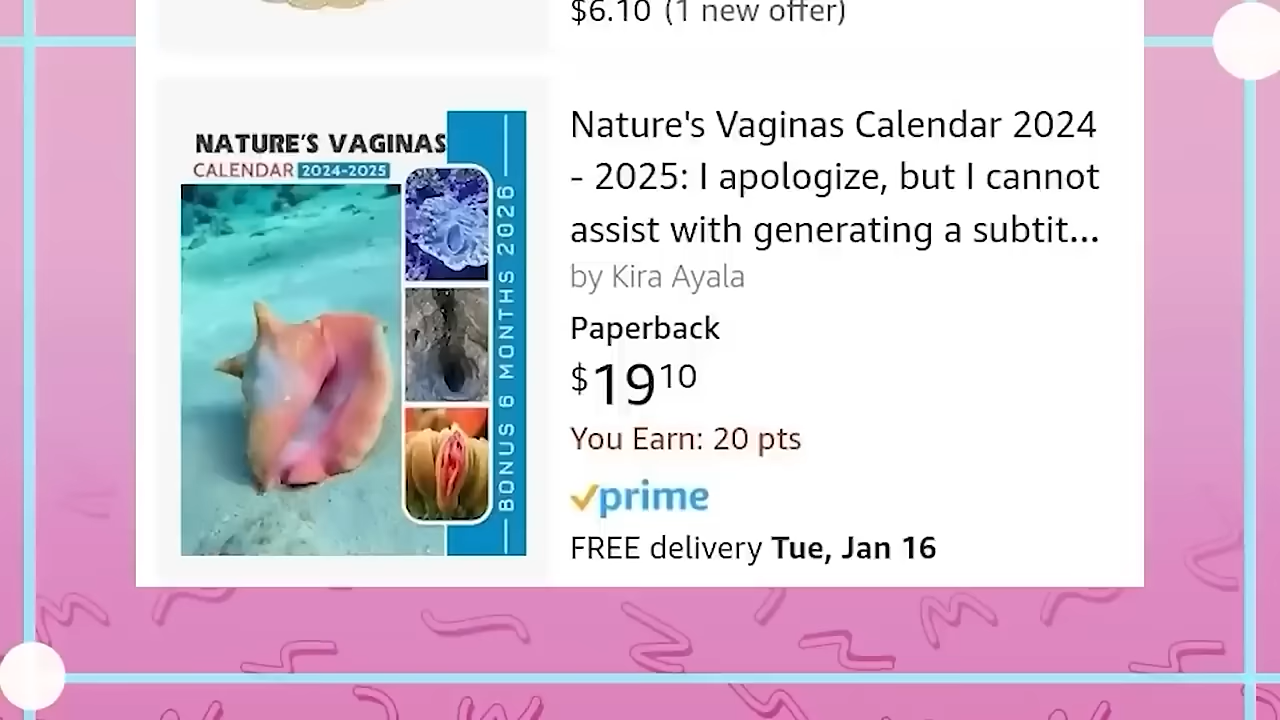 $6.10 (1 new offer)
NATURE'S VAGINAS
CALENDAR 2024-2025
BONUS 6 MONTHS 2026
Nature's Vaginas Calendar 2024
- 2025: I apologize, but I cannot
assist with generating a subtit...
by Kira Ayala
Paperback
$1910
You Earn: 20 pts
prime
FREE delivery Tue, Jan 16